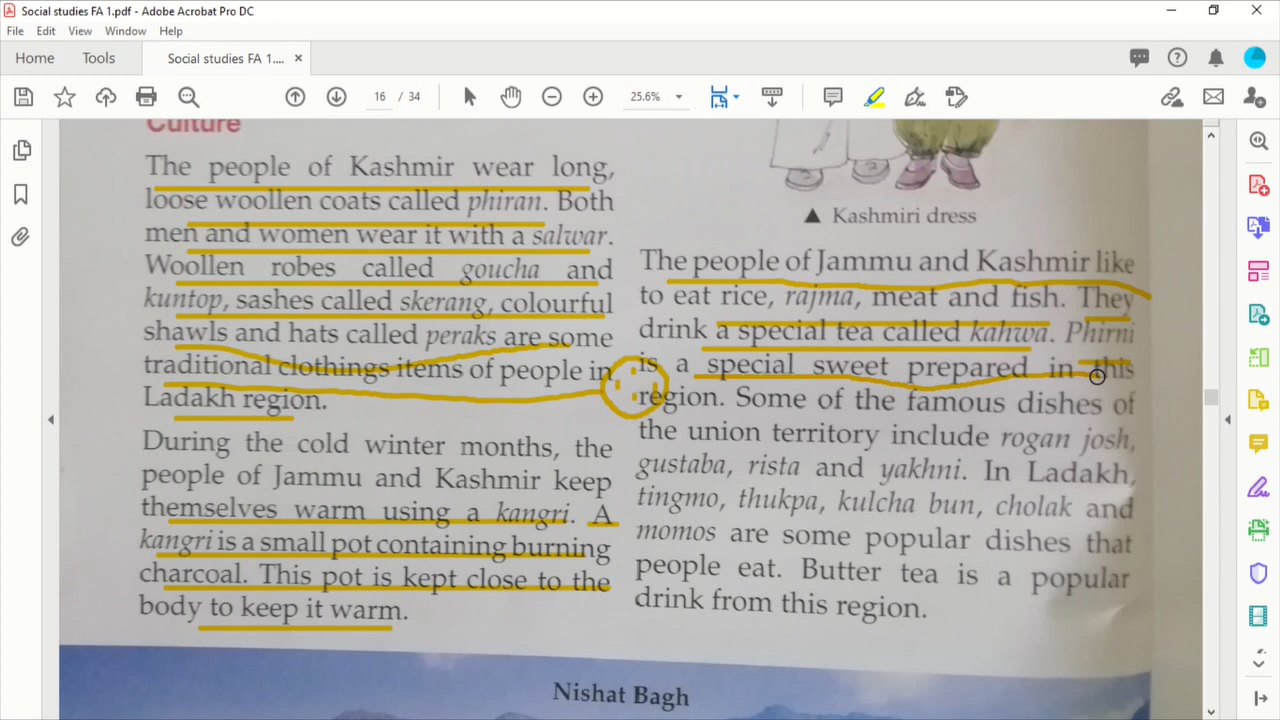 Social studies FA 1.pdf - Adobe Acrobat Pro DC
File Edit View Window Help
Home Tools Social studies FA 1....
16 / 34 25.6%
Culture
The people of Kashmir wear long,
loose woollen coats called phiran. Both
men and women wear it with a salwar.
Woollen robes called goucha and
kuntop, sashes called skerang, colourful
shawls and hats called peraks are some
traditional clothings items of people in
Ladakh region.
During the cold winter months, the
people of Jammu and Kashmir keep
themselves warm using a kangri. A
kangri is a small pot containing burning
charcoal. This pot is kept close to the
body to keep it warm.
▲ Kashmiri dress
The people of Jammu and Kashmir like
to eat rice, rajma, meat and fish. They
drink a special tea called kahwa. Phirni
is a special sweet prepared in this
region. Some of the famous dishes of
the union territory include rogan josh,
gustaba, rista and yakhni. In Ladakh,
tingmo, thukpa, kulcha bun, cholak and
momos are some popular dishes that
people eat. Butter tea is a popular
drink from this region.
Nishat Bagh